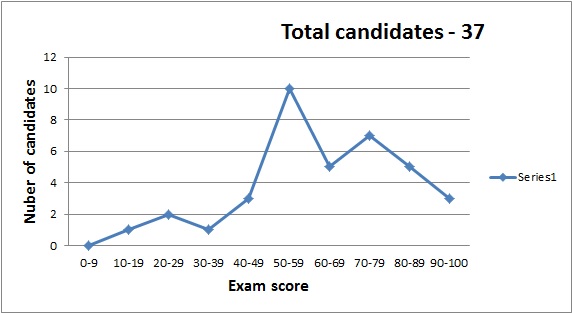 Total candidates - 37
Nuber of candidates
12
10
8
6
4
2
0
0-9 10-19 20-29 30-39 40-49 50-59 60-69 70-79 80-89 90-100
Exam score
Series1